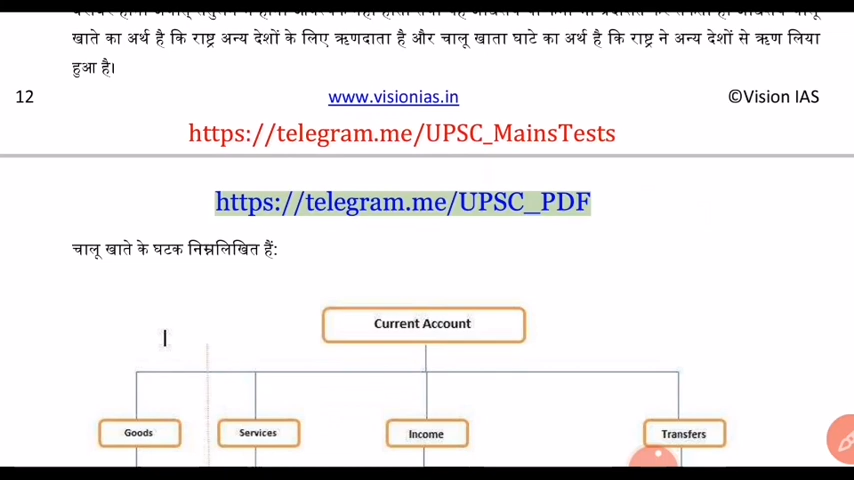 खाते का अर्थ है कि राष्ट्र अन्य देशों के लिए ऋणदाता है और चालू खाता घाटे का अर्थ है कि राष्ट्र ने अन्य देशों से ऋण लिया
हुआ है।
12 www.visionias.in ©Vision IAS
https://telegram.me/UPSC_MainsTests
https://telegram.me/UPSC_PDF
चालू खाते के घटक निम्नलिखित हैं:
Current Account
Goods Services Income Transfers